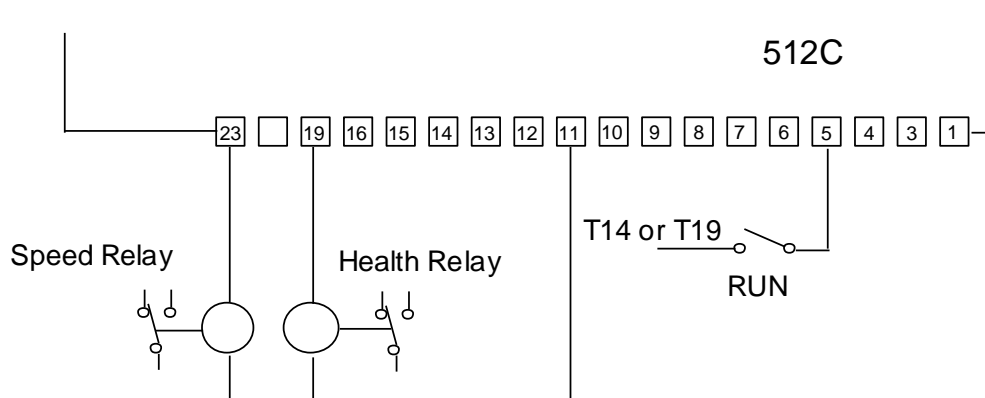 512C
23 19 16 15 14 13 12 11 10 9 8 7 6 5 4 3 1
T14 or T19
Speed Relay
Health Relay
RUN